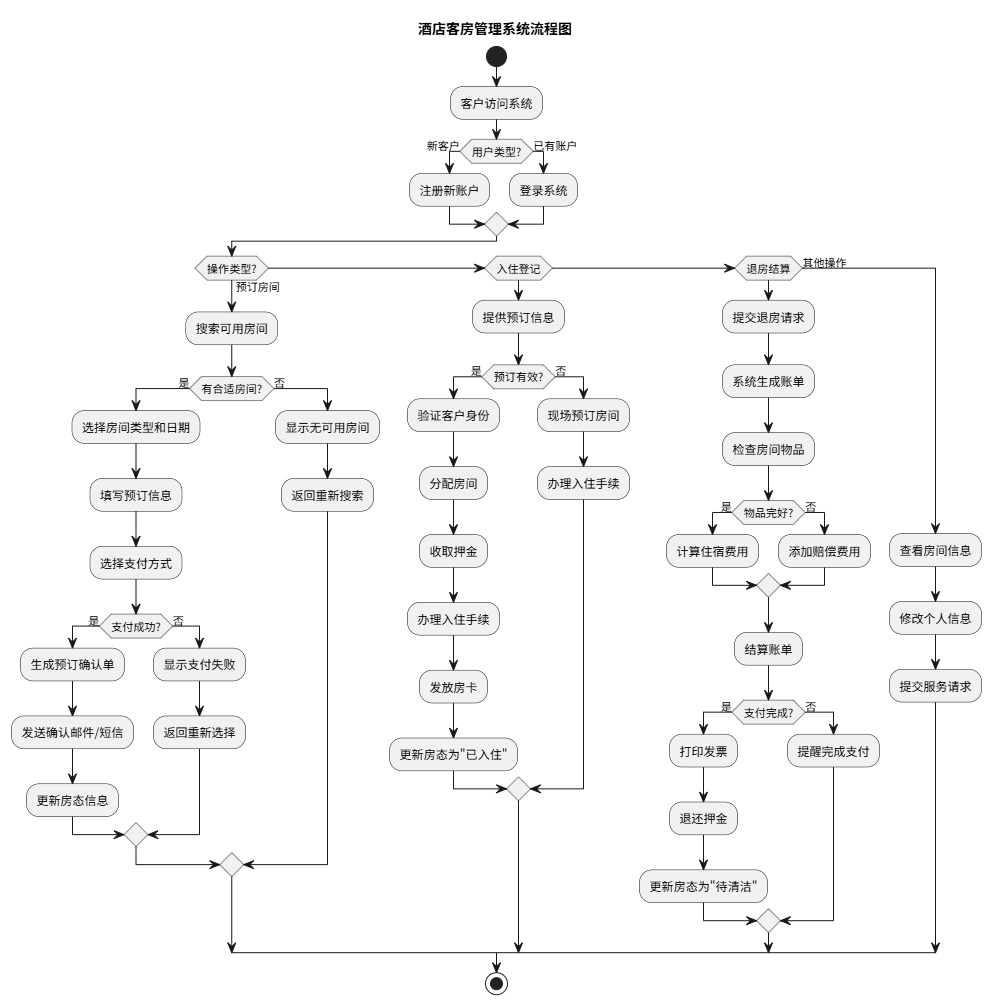 酒店客房管理系统流程图
客户访问系统
新客户
用户类型?
已有账户
注册新账户
登录系统
操作类型?
入住登记
退房结算
其他操作
预订房间
搜索可用房间
有合适房间?
是
否
选择房间类型和日期
显示无可用房间
填写预订信息
返回重新搜索
选择支付方式
支付成功?
是
否
生成预订确认单
显示支付失败
发送确认邮件/短信
返回重新选择
更新房态信息
提供预订信息
预订有效?
是
否
验证客户身份
现场预订房间
分配房间
办理入住手续
收取押金
办理入住手续
发放房卡
更新房态为"已入住"
提交退房请求
系统生成账单
检查房间物品
物品完好?
是
否
计算住宿费用
添加赔偿费用
结算账单
支付完成?
是
否
打印发票
提醒完成支付
退还押金
更新房态为"待清洁"
查看房间信息
修改个人信息
提交服务请求